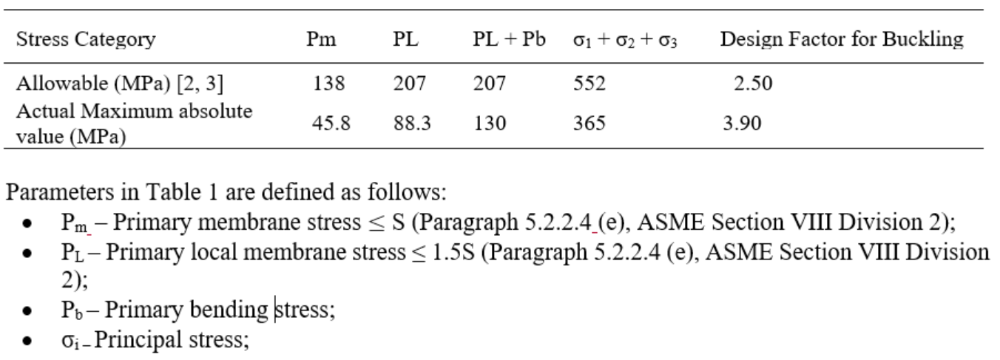 Stress Category Pm PL PL + Pb σ1 + σ2 + σ3 Design Factor for Buckling
Allowable (MPa) [2, 3] 138 207 207 552 2.50
Actual Maximum absolute value (MPa) 45.8 88.3 130 365 3.90
Parameters in Table 1 are defined as follows:
• Pm – Primary membrane stress ≤ S (Paragraph 5.2.2.4 (e), ASME Section VIII Division 2);
• PL – Primary local membrane stress ≤ 1.5S (Paragraph 5.2.2.4 (e), ASME Section VIII Division
2);
• Pb – Primary bending stress;
• σi – Principal stress;